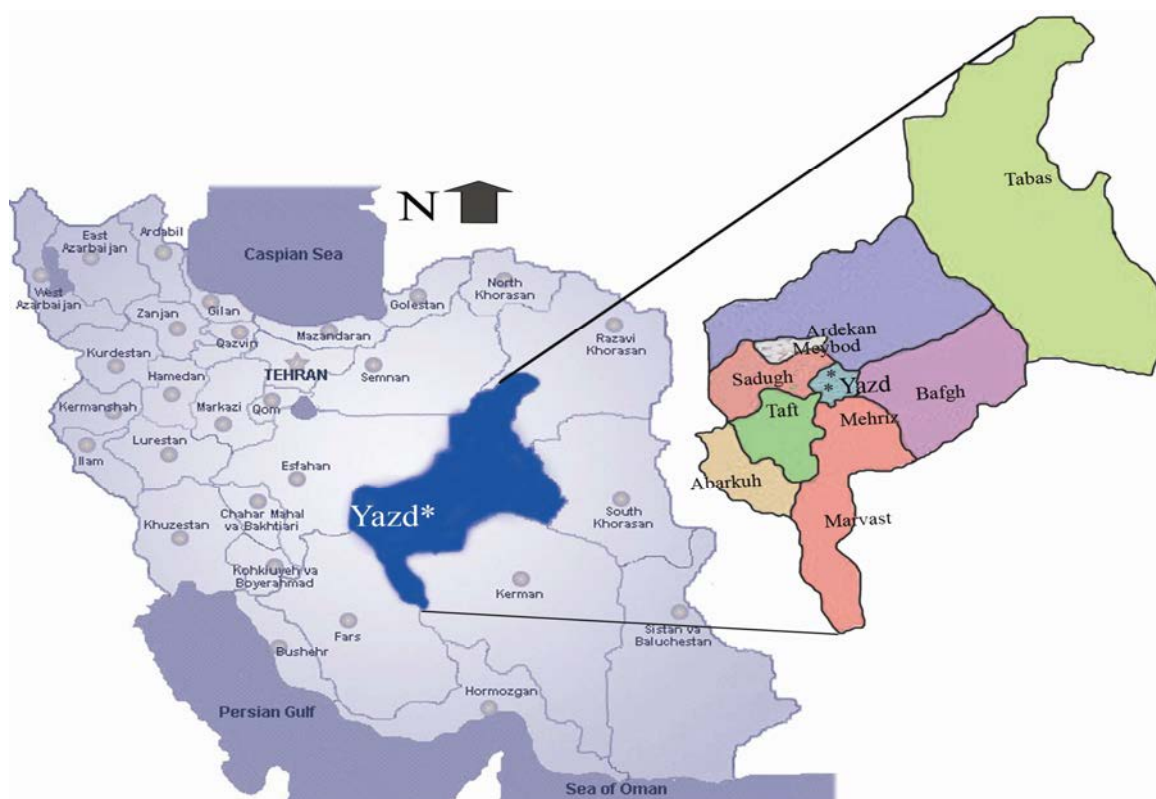 N
Caspian Sea
East
Azarbaijan
Ardabil
West
Azarbaijan
Zanjan
Gilan
Qazvin
Mazandaran
Golestan
North
Khorasan
Razavi
Khorasan
Kurdestan
Hamedan
TEHRAN
Semnan
Kermanshah
Markazi
Qom
Ilam
Lurestan
Esfahan
Khuzestan
Chahar Mahal
va Bakhtiari
Yazd*
South
Khorasan
Kohkiluyeh va
Boyerahmad
Kerman
Fars
Bushehr
Sistan va
Baluchestan
Hormozgan
Persian Gulf
Sea of Oman
Tabas
Ardekan
Meybod
Sadugh
*
* Yazd
Bafgh
Taft
Mehriz
Abarkuh
Marvast